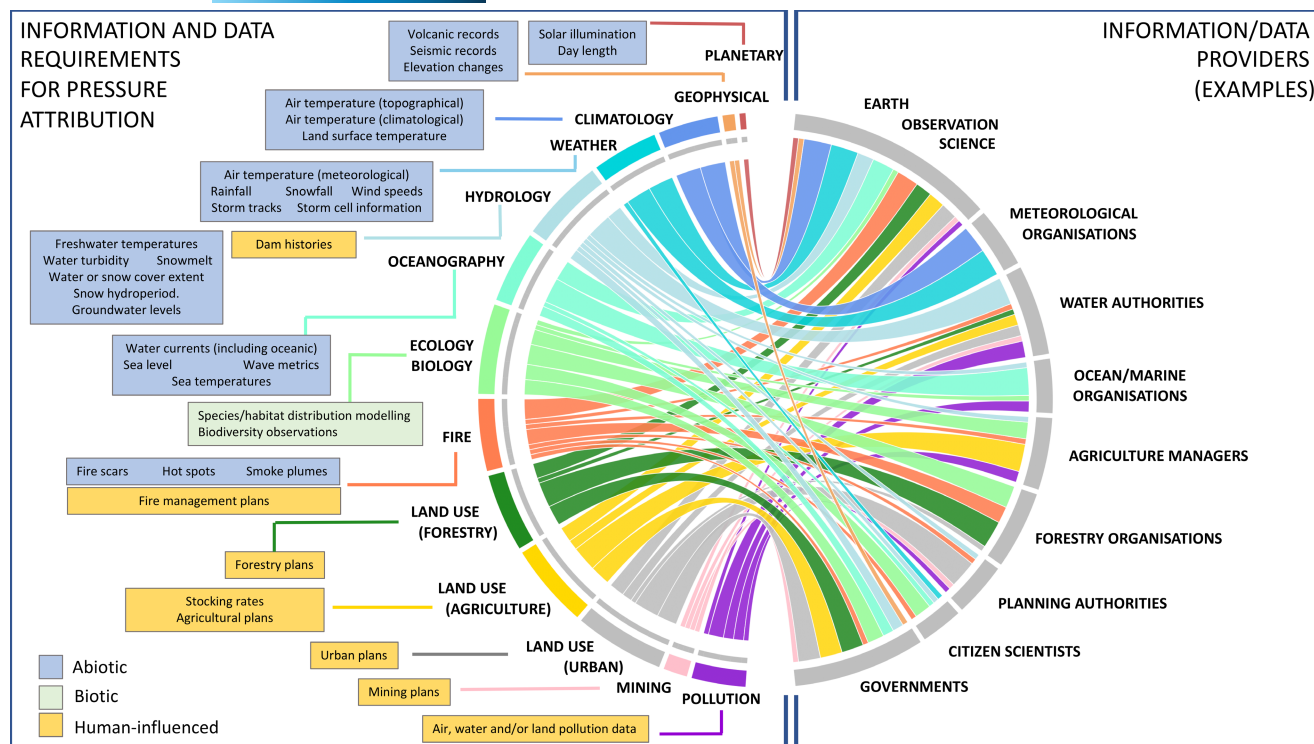 INFORMATION AND DATA
REQUIREMENTS
FOR PRESSURE
ATTRIBUTION
INFORMATION/DATA
PROVIDERS
(EXAMPLES)
Volcanic records
Seismic records
Elevation changes
Solar illumination
Day length
PLANETARY
GEOPHYSICAL
Air temperature (topographical)
Air temperature (climatological)
Land surface temperature
CLIMATOLOGY
WEATHER
Air temperature (meteorological)
Rainfall Snowfall Wind speeds
Storm tracks Storm cell information
HYDROLOGY
Freshwater temperatures
Water turbidity Snowmelt
Water or snow cover extent
Snow hydroperiod.
Groundwater levels
Dam histories
OCEANOGRAPHY
Water currents (including oceanic)
Sea level Wave metrics
Sea temperatures
ECOLOGY
BIOLOGY
Species/habitat distribution modelling
Biodiversity observations
FIRE
Fire scars Hot spots Smoke plumes
Fire management plans
LAND USE
(FORESTRY)
Forestry plans
LAND USE
(AGRICULTURE)
Stocking rates
Agricultural plans
LAND USE
(URBAN)
Urban plans
MINING
Mining plans
POLLUTION
Air, water and/or land pollution data
Abiotic
Biotic
Human-influenced
EARTH
OBSERVATION
SCIENCE
METEOROLOGICAL
ORGANISATIONS
WATER AUTHORITIES
OCEAN/MARINE
ORGANISATIONS
AGRICULTURE MANAGERS
FORESTRY ORGANISATIONS
PLANNING AUTHORITIES
CITIZEN SCIENTISTS
GOVERNMENTS